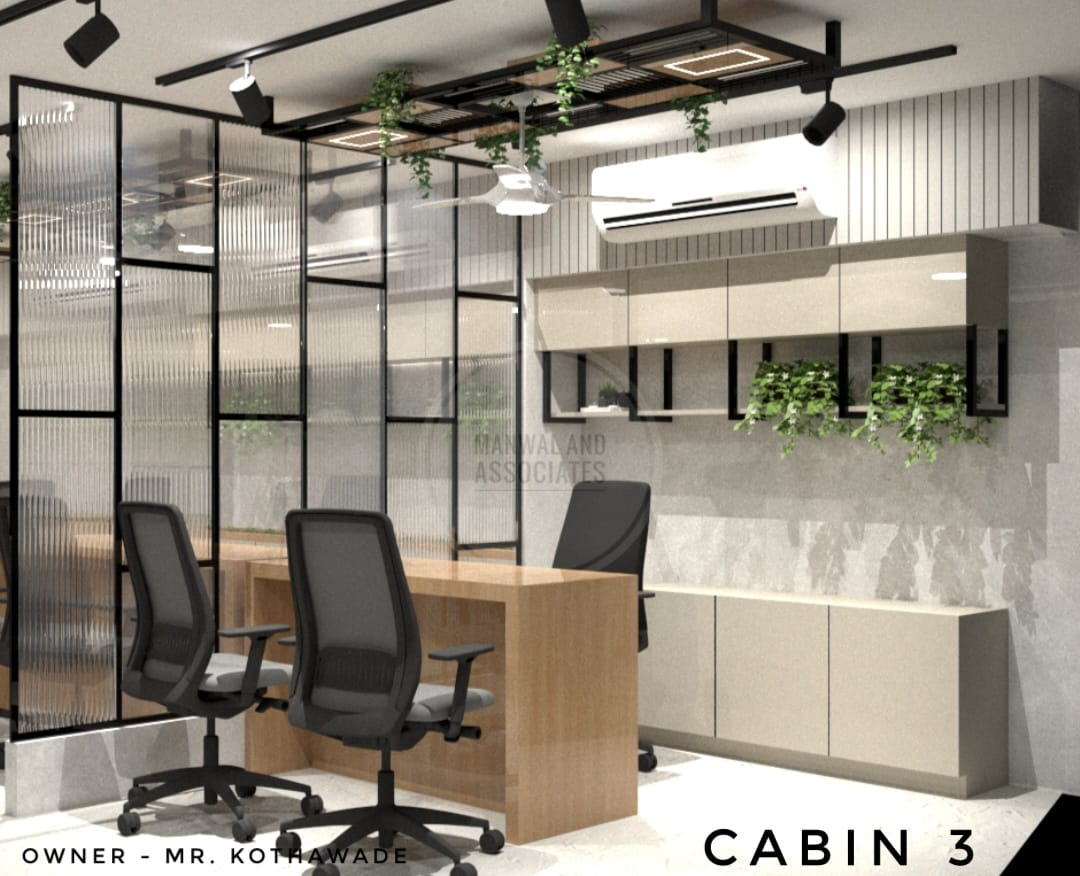 MANWAL AND
ASSOCIATES
OWNER - MR. KOTHAWADE
CABIN 3